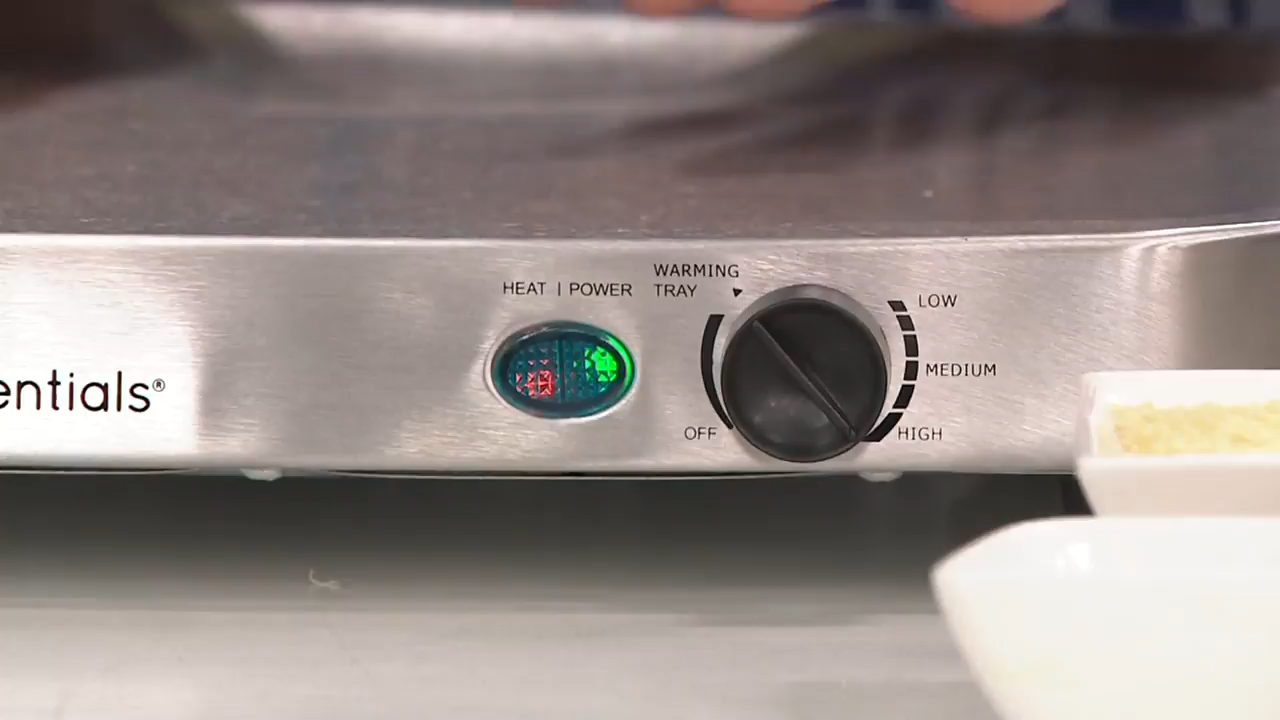 WARMING
HEAT | POWER TRAY
LOW
MEDIUM
entials®
OFF HIGH